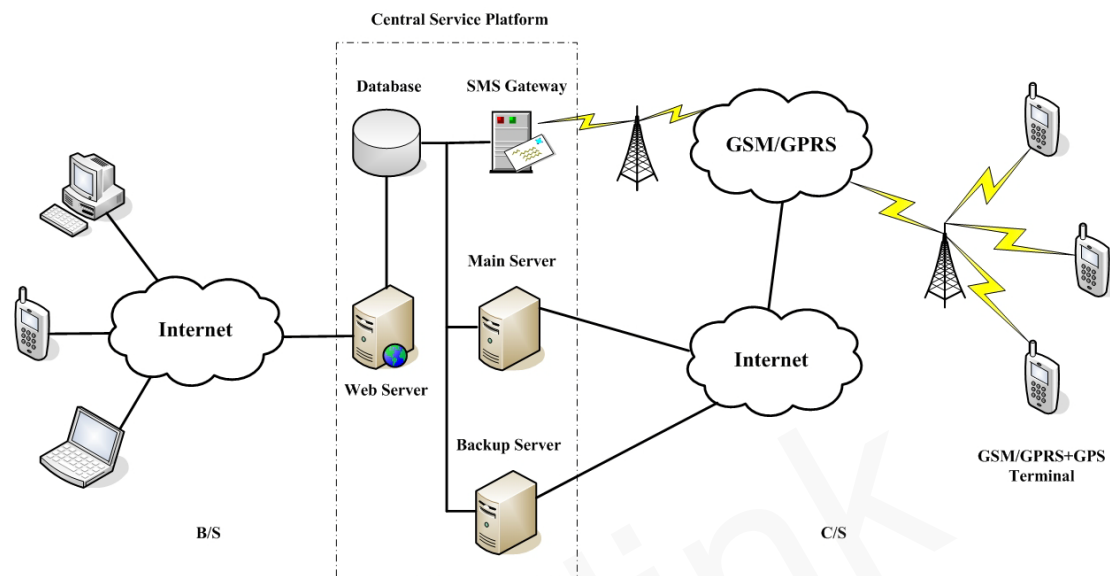 Central Service Platform
Database
SMS Gateway
GSM/GPRS
Main Server
Internet
Internet
Web Server
Backup Server
GSM/GPRS+GPS
Terminal
B/S
C/S